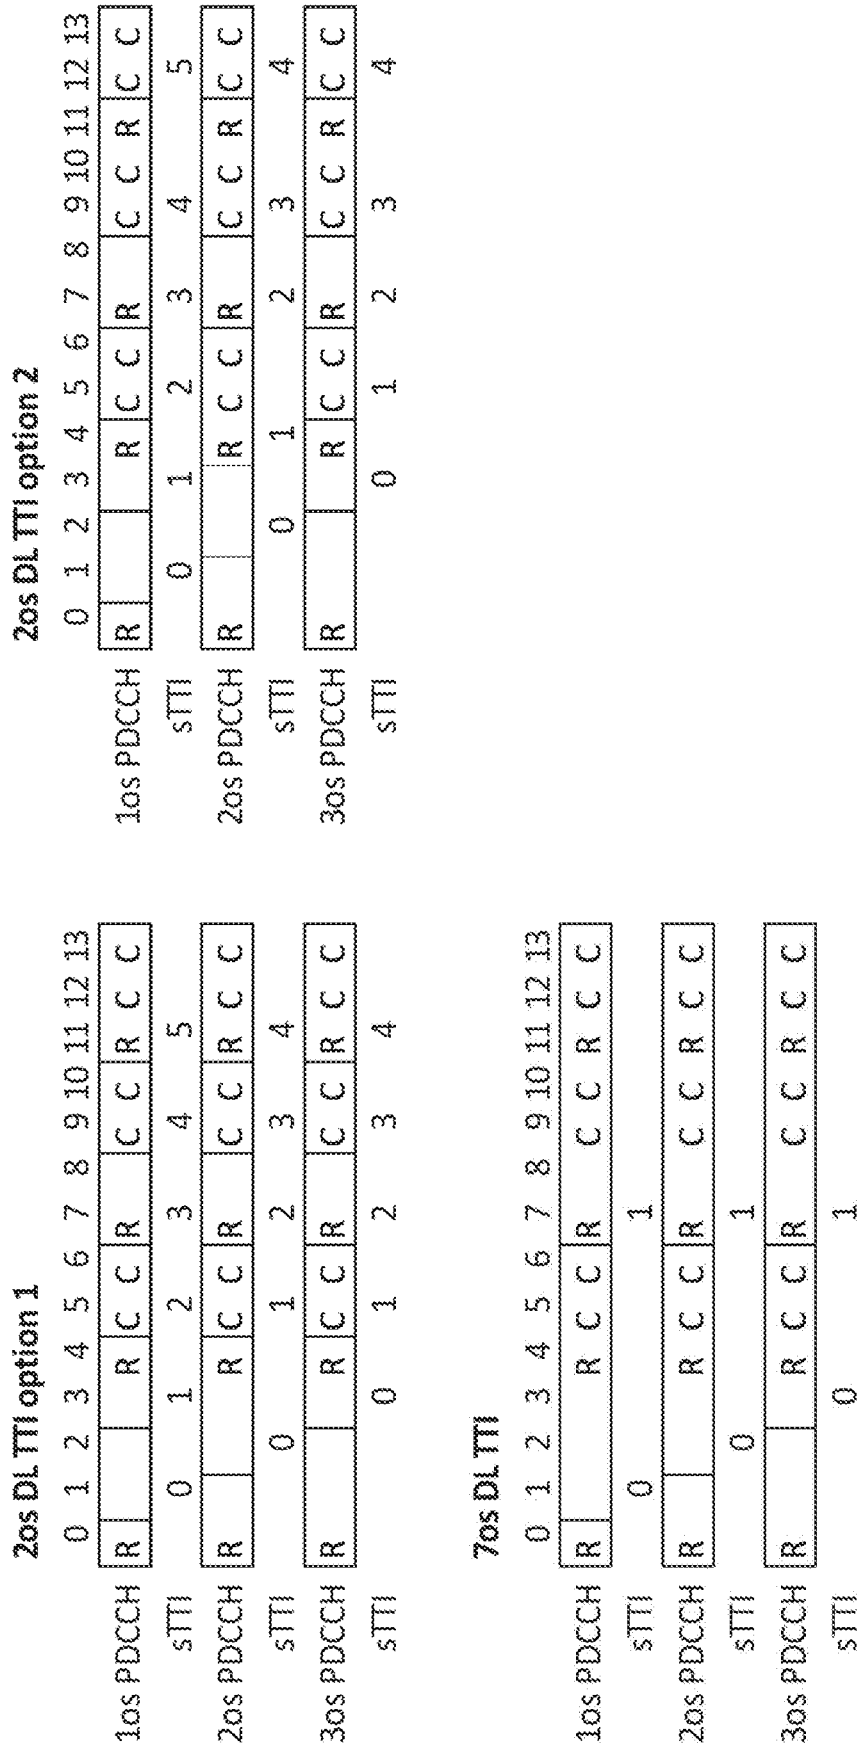 2os DL TTI option 1
0 1 2 3 4 5 6 7 8 9 10 11 12 13
1os PDCCH R R C C R C C R C C
sTTI 0 1 2 3 4 5
2os PDCCH R R C C R C C R C C
sTTI 0 1 2 3 4
3os PDCCH R R C C R C C R C C
sTTI 0 1 2 3 4
2os DL TTI option 2
0 1 2 3 4 5 6 7 8 9 10 11 12 13
1os PDCCH R R C C R C C R C C
sTTI 0 1 2 3 4 5
2os PDCCH R R C C R C C R C C
sTTI 0 1 2 3 4
3os PDCCH R R C C R C C R C C
sTTI 0 1 2 3 4
7os DL TTI
0 1 2 3 4 5 6 7 8 9 10 11 12 13
1os PDCCH R R C C R C C R C C
sTTI 0 1
2os PDCCH R R C C R C C R C C
sTTI 0 1
3os PDCCH R R C C R C C R C C
sTTI 0 1